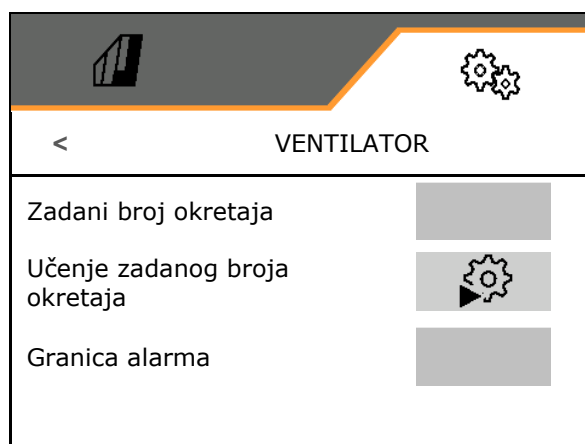 < VENTILATOR
Zadani broj okretaja
Učenje zadanog broja
okretaja
Granica alarma